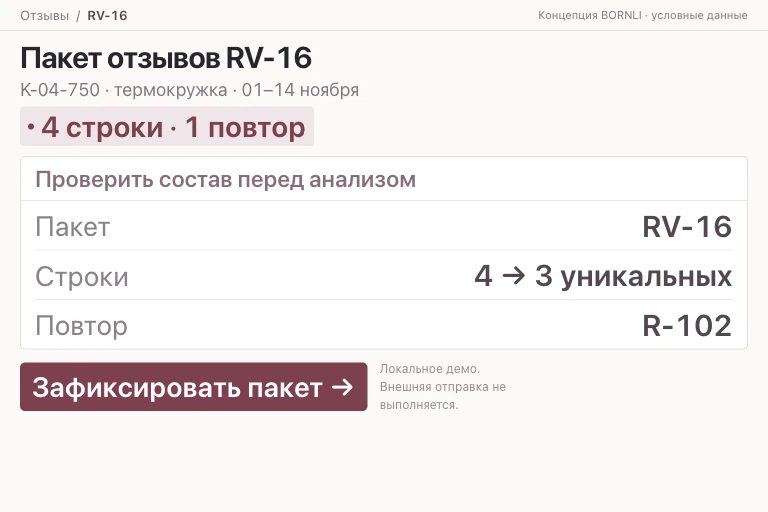 Отзывы / RV-16
Концепция BORNLI · условные данные
Пакет отзывов RV-16
K-04-750 · термокружка · 01–14 ноября
• 4 строки · 1 повтор
Проверить состав перед анализом
Пакет RV-16
Строки 4 → 3 уникальных
Повтор R-102
Зафиксировать пакет →
Локальное демо.
Внешняя отправка не
выполняется.